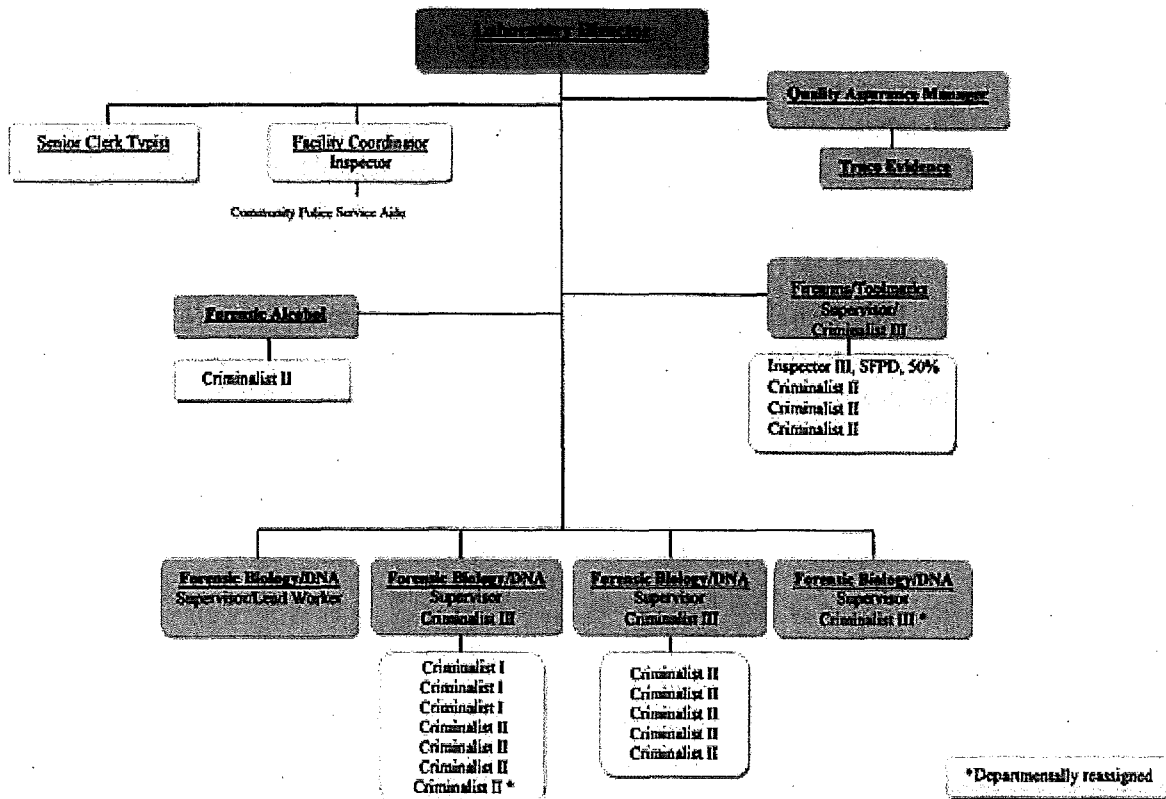 Laboratory Director
Quality Assurance Manager
Senior Clerk Typist
Facility Coordinator
Inspector
Trace Evidence
Community Police Service Aide
Firearms/Toolmarks
Supervisor/
Criminalist III
Forensic Alcohol
Criminalist II
Inspector III, SFPD, 50%
Criminalist II
Criminalist II
Criminalist II
Forensic Biology/DNA
Supervisor/Lead Worker
Forensic Biology/DNA
Supervisor
Criminalist III
Criminalist I
Criminalist I
Criminalist I
Criminalist II
Criminalist II
Criminalist II
Criminalist II *
Forensic Biology/DNA
Supervisor
Criminalist III
Criminalist II
Criminalist II
Criminalist II
Criminalist II
Criminalist II
Forensic Biology/DNA
Supervisor
Criminalist III *
*Departmentally reassigned